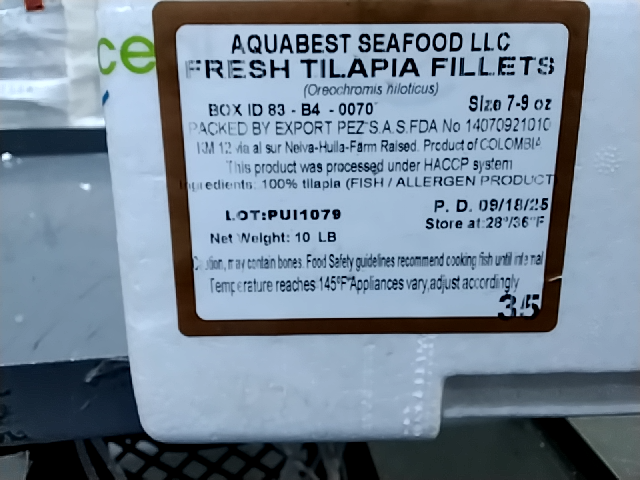 ce
AQUABEST SEAFOOD LLC
FRESH TILAPIA FILLETS
(Oreochromis niloticus)
BOX ID 83 - B4 - 0070 Size 7-9 oz
PACKED BY EXPORT PEZ S.A.S.FDA No 14070921010
KM 12 via al sur Neiva-Huila-Farm Raised. Product of COLOMBIA
This product was processed under HACCP system
Ingredients: 100% tilapia (FISH / ALLERGEN PRODUCT)
LOT:PUI1079 P. D. 09/18/25
Net Weight: 10 LB Store at:28°/36°F
Caution, may contain bones. Food Safety guidelines recommend cooking fish until internal
Temperature reaches 145°F*Appliances vary,adjust accordingly
35